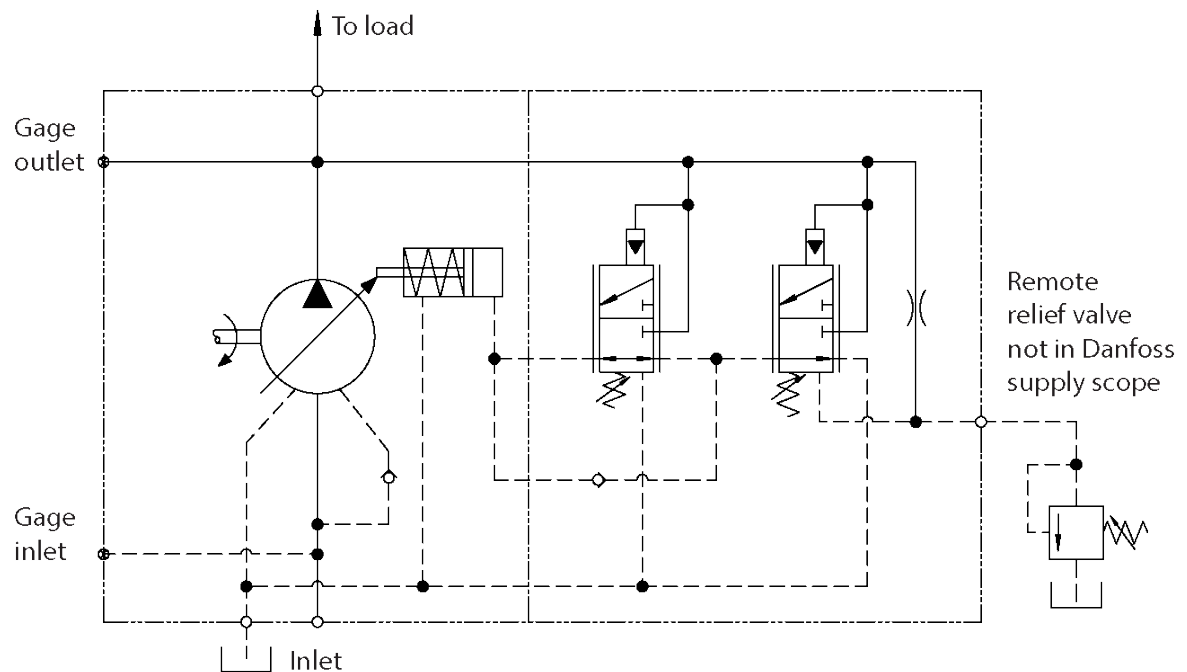 To load
Gage
outlet
Remote
relief valve
not in Danfoss
supply scope
Gage
inlet
Inlet